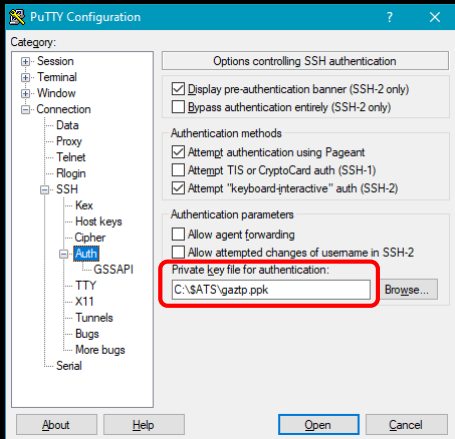 PuTTY Configuration
? ×
Category:
Session
Terminal
Window
Connection
Data
Proxy
Telnet
Rlogin
SSH
Kex
Host keys
Cipher
Auth
GSSAPI
TTY
X11
Tunnels
Bugs
More bugs
Serial
Options controlling SSH authentication
Display pre-authentication banner (SSH-2 only)
Bypass authentication entirely (SSH-2 only)
Authentication methods
Attempt authentication using Pageant
Attempt TIS or CryptoCard auth (SSH-1)
Attempt "keyboard-interactive" auth (SSH-2)
Authentication parameters
Allow agent forwarding
Allow attempted changes of username in SSH-2
Private key file for authentication:
C:\$ATS\gaztp.ppk
Browse...
About
Help
Open
Cancel